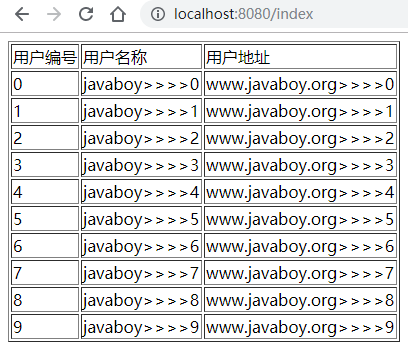 localhost:8080/index
用户编号 用户名称 用户地址
0 javaboy>>>>0 www.javaboy.org>>>>0
1 javaboy>>>>1 www.javaboy.org>>>>1
2 javaboy>>>>2 www.javaboy.org>>>>2
3 javaboy>>>>3 www.javaboy.org>>>>3
4 javaboy>>>>4 www.javaboy.org>>>>4
5 javaboy>>>>5 www.javaboy.org>>>>5
6 javaboy>>>>6 www.javaboy.org>>>>6
7 javaboy>>>>7 www.javaboy.org>>>>7
8 javaboy>>>>8 www.javaboy.org>>>>8
9 javaboy>>>>9 www.javaboy.org>>>>9